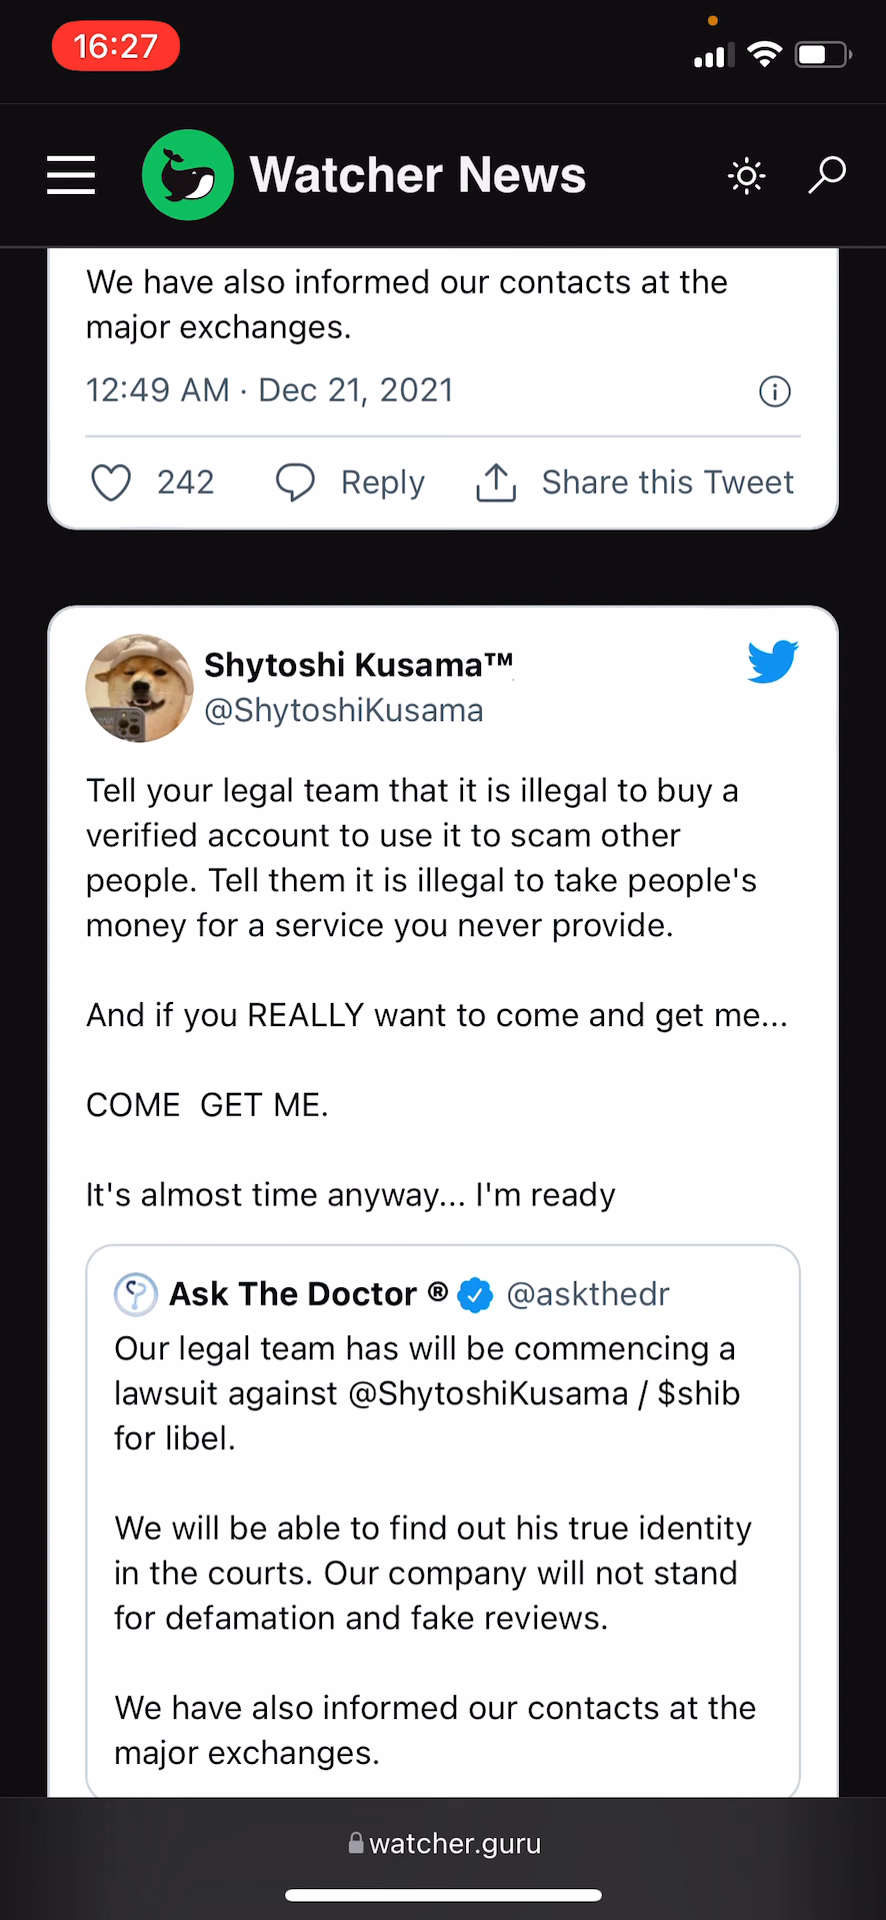 16:27
Watcher News
We have also informed our contacts at the
major exchanges.
12:49 AM · Dec 21, 2021
242 Reply Share this Tweet
Shytoshi Kusama™
@ShytoshiKusama
Tell your legal team that it is illegal to buy a
verified account to use it to scam other
people. Tell them it is illegal to take people's
money for a service you never provide.
And if you REALLY want to come and get me...
COME  GET ME.
It's almost time anyway... I'm ready
Ask The Doctor ® @askthedr
Our legal team has will be commencing a
lawsuit against @ShytoshiKusama / $shib
for libel.
We will be able to find out his true identity
in the courts. Our company will not stand
for defamation and fake reviews.
We have also informed our contacts at the
major exchanges.
watcher.guru